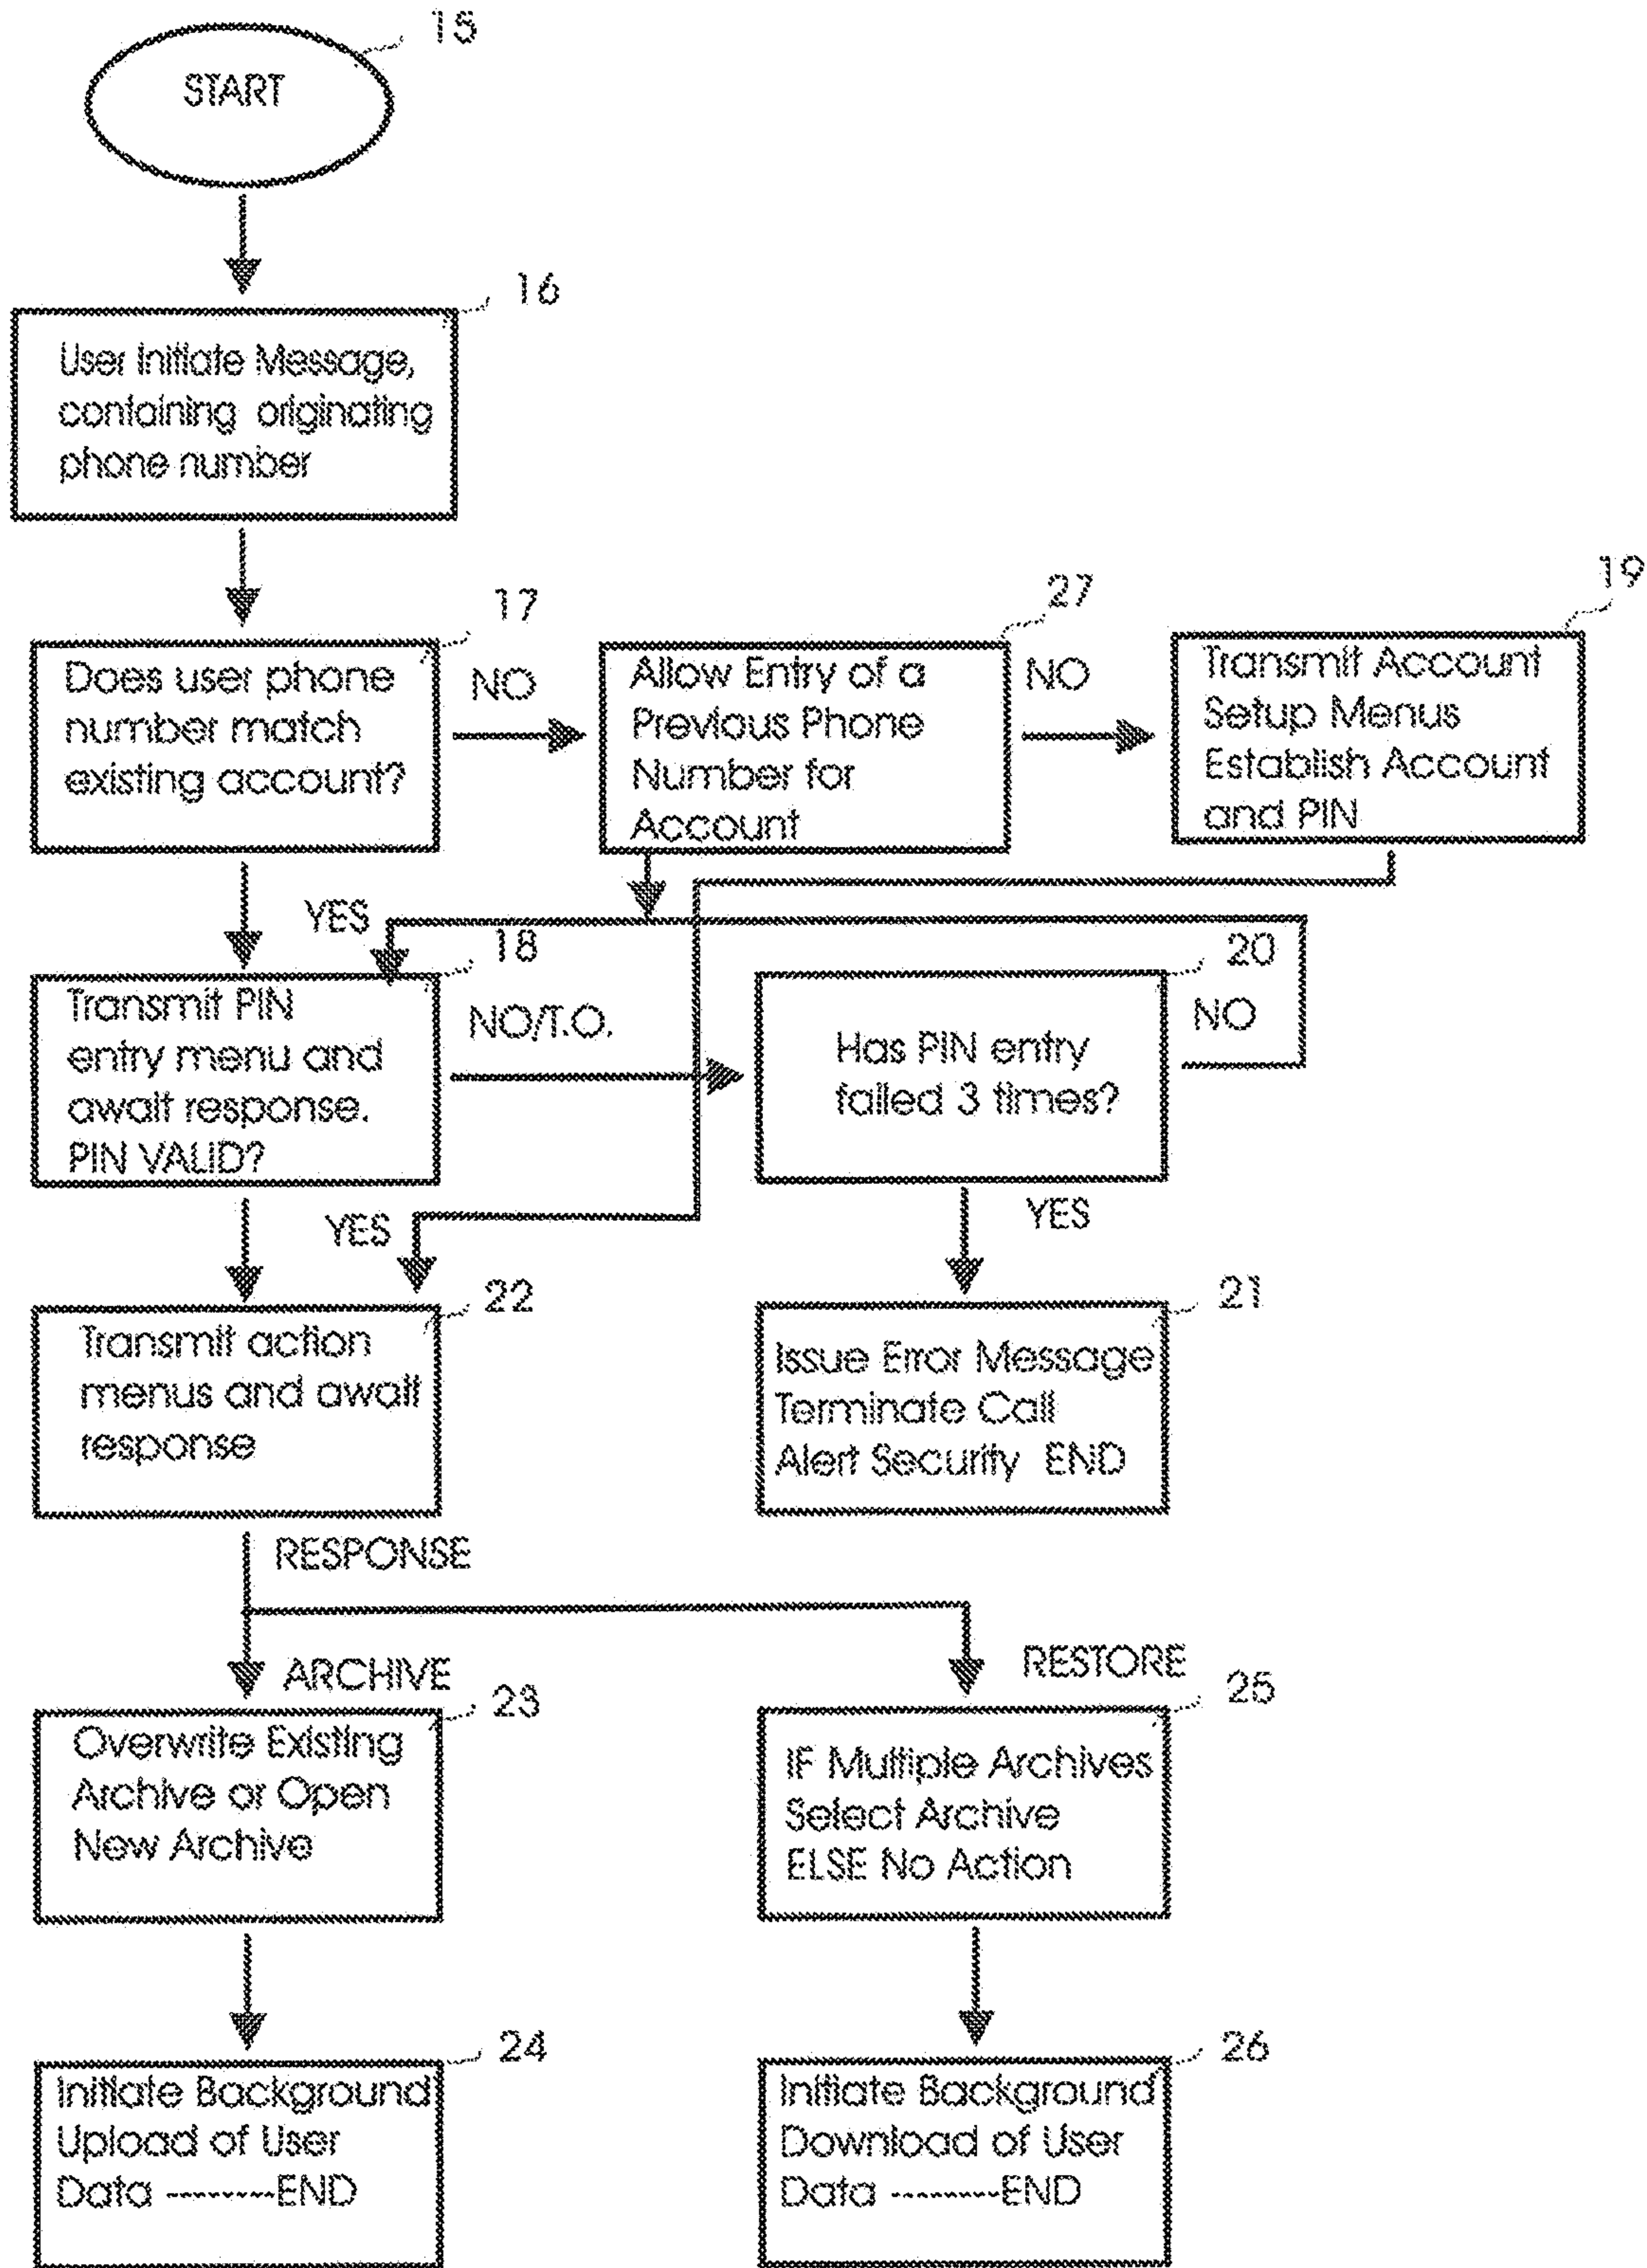 15
START
16
User Initiate Message,
containing originating
phone number
17
Does user phone
number match
existing account?
NO
27
Allow Entry of a
Previous Phone
Number for
Account
NO
19
Transmit Account
Setup Menus
Establish Account
and PIN
YES
18
Transmit PIN
entry menu and
await response.
PIN VALID?
NO/T.O.
20
Has PIN entry
failed 3 times?
NO
YES
YES
22
Transmit action
menus and await
response
21
Issue Error Message
Terminate Call
Alert Security END
RESPONSE
ARCHIVE
RESTORE
23
Overwrite Existing
Archive or Open
New Archive
25
IF Multiple Archives
Select Archive
ELSE No Action
24
Initiate Background
Upload of User
Data --------END
26
Initiate Background
Download of User
Data --------END